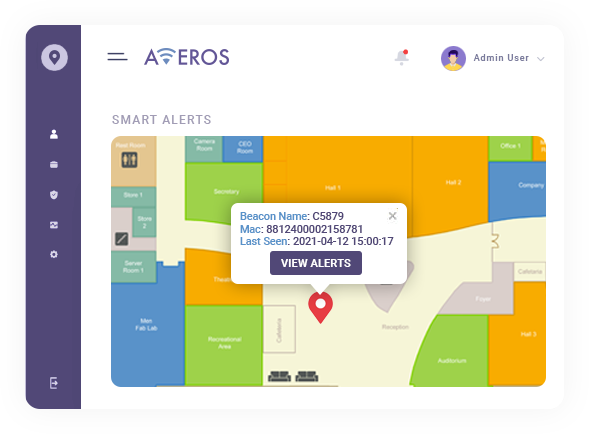 AVEROS
Admin User
SMART ALERTS
Rest Room
Camera
Room
CEO
Room
Office 1
Secretary
Hall 1
Hall 2
Company
Store 1
Store
2
Beacon Name: C5879
Mac: 8812400002158781
Last Seen: 2021-04-12 15:00:17
VIEW ALERTS
Server
Room 1
Cafeteria
Foyer
Men
Fab Lab
Recreational
Area
Cafeteria
Reception
Hall 3
Auditorium